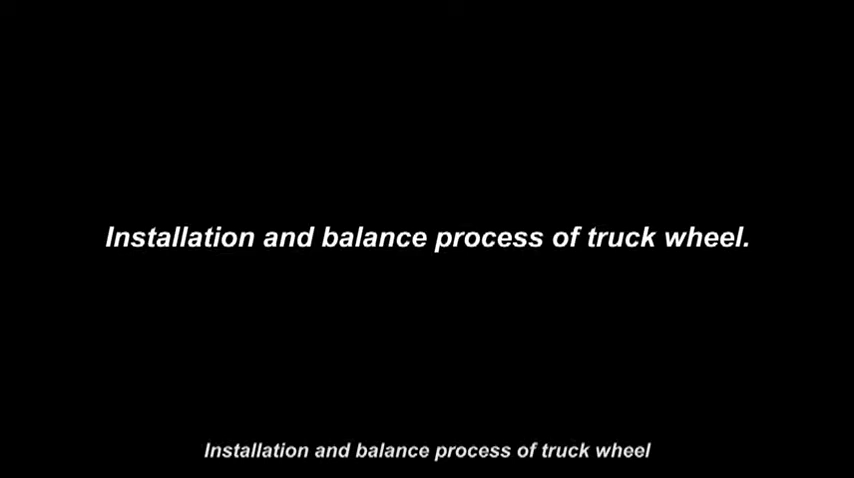 Installation and balance process of truck wheel.
Installation and balance process of truck wheel